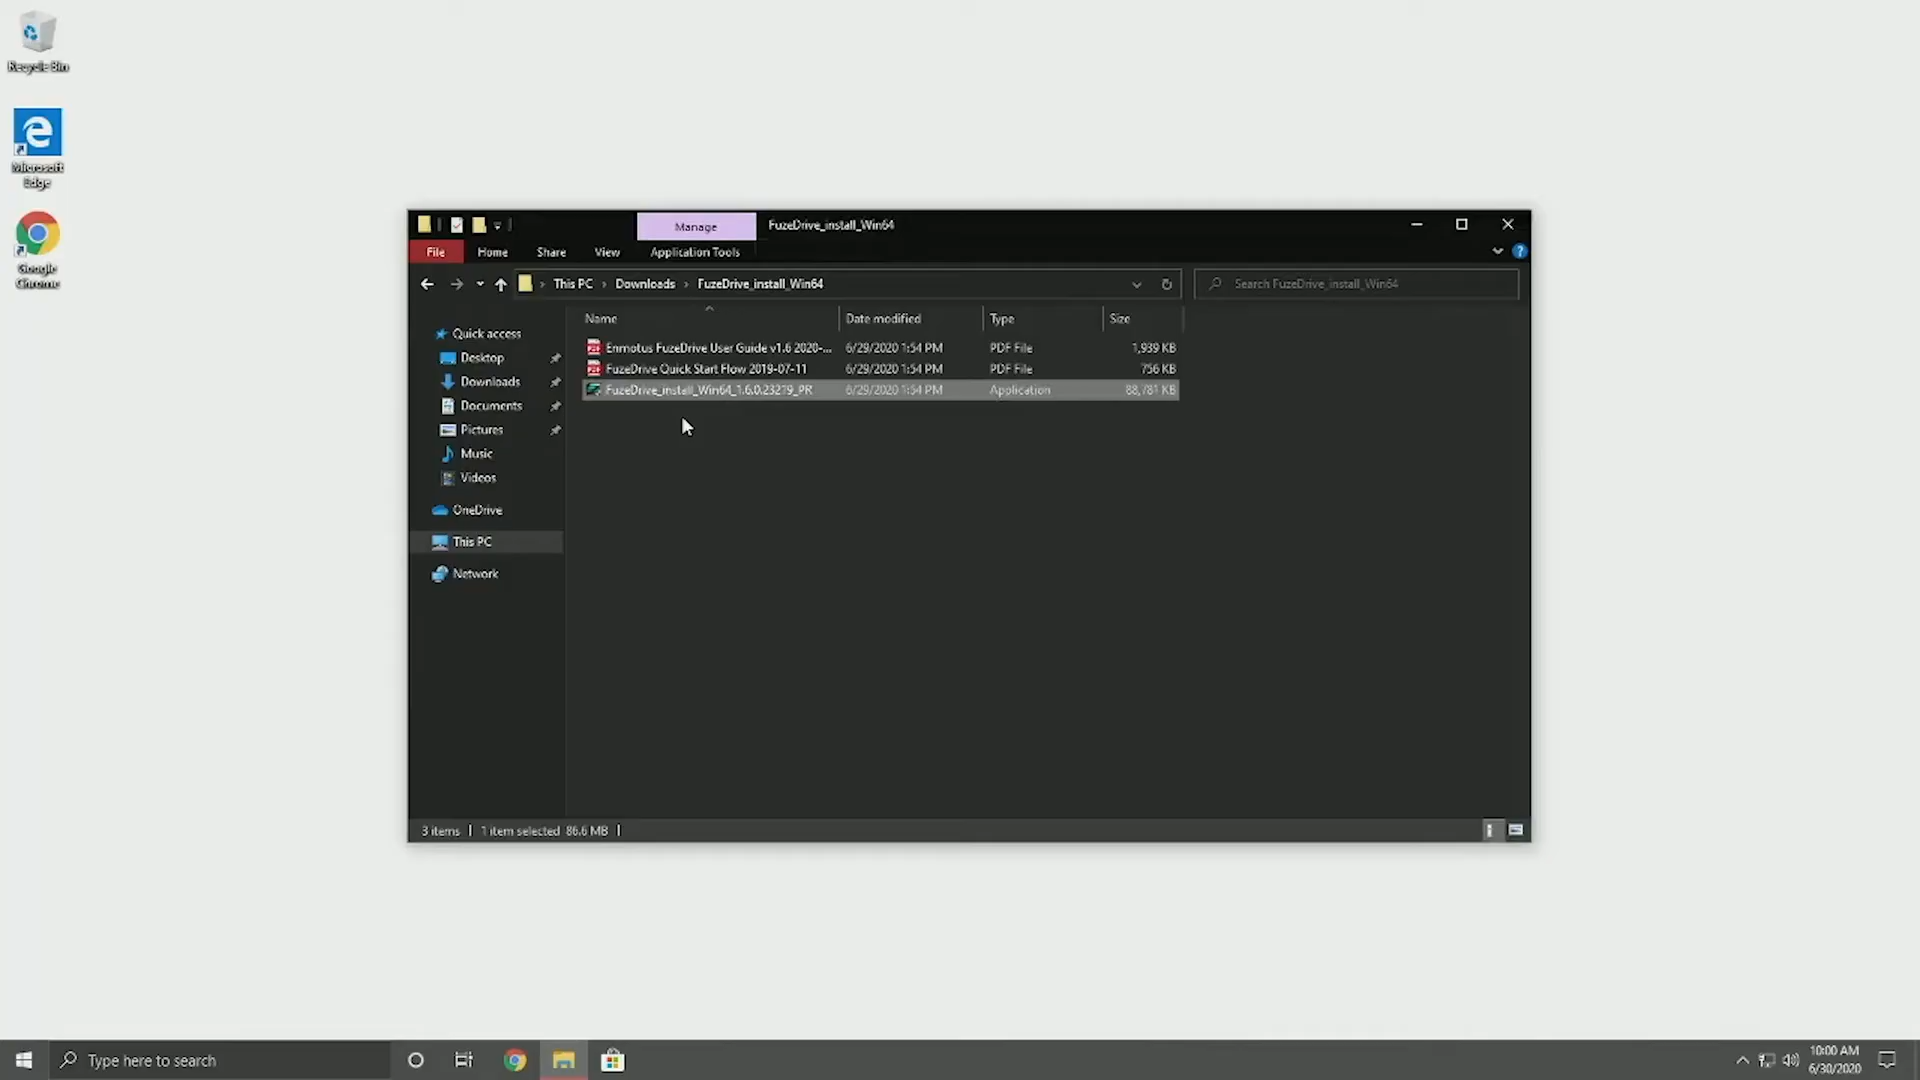 Recycle Bin
Microsoft
Edge
Google
Chrome
Manage
FuzeDrive_install_Win64
File
Home
Share
View
Application Tools
This PC
Downloads
FuzeDrive_install_Win64
Search FuzeDrive_install_Win64
Name
Date modified
Type
Size
Quick access
Desktop
Downloads
Documents
Pictures
Music
Videos
OneDrive
This PC
Network
Enmotus FuzeDrive User Guide v1.6 2020-... 6/29/2020 1:54 PM PDF File 1,939 KB
FuzeDrive Quick Start Flow 2019-07-11 6/29/2020 1:54 PM PDF File 756 KB
FuzeDrive_install_Win64_1.6.0.23219_PR 6/29/2020 1:54 PM Application 88,781 KB
3 items
1 item selected 86.6 MB
Type here to search
10:00 AM
6/30/2020